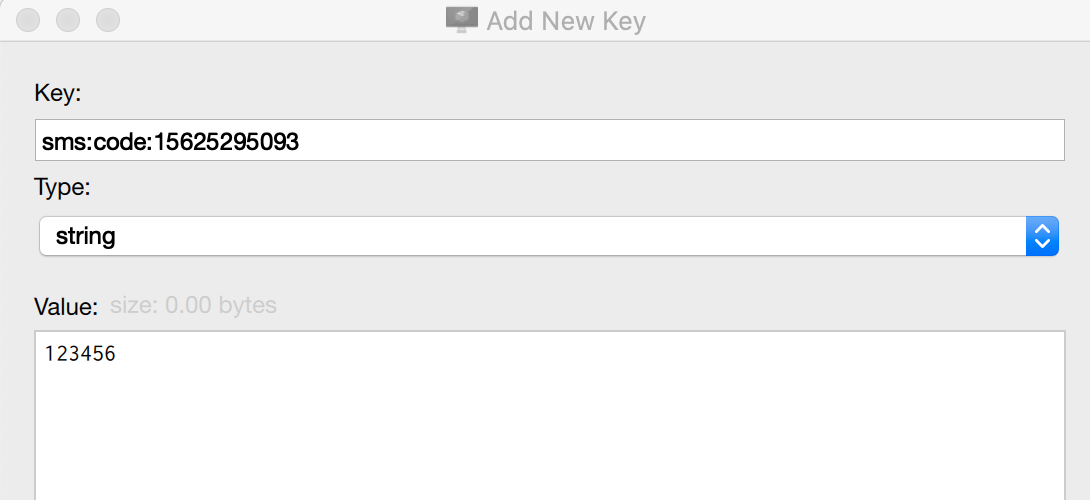 Add New Key
Key:
sms:code:15625295093
Type:
string
Value: size: 0.00 bytes
123456